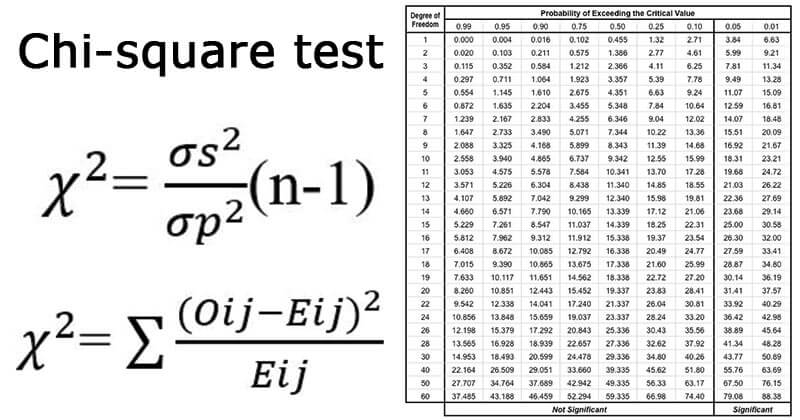 Chi-square test
χ²= σs²/σp² (n-1)
χ²= ∑ (Oij−Eij)²/Eij
Degree of Freedom Probability of Exceeding the Critical Value
0.99 0.95 0.90 0.75 0.50 0.25 0.10 0.05 0.01
1 0.000 0.004 0.016 0.102 0.455 1.32 2.71 3.84 6.63
2 0.020 0.103 0.211 0.575 1.386 2.77 4.61 5.99 9.21
3 0.115 0.352 0.584 1.212 2.366 4.11 6.25 7.81 11.34
4 0.297 0.711 1.064 1.923 3.357 5.39 7.78 9.49 13.28
5 0.554 1.145 1.610 2.675 4.351 6.63 9.24 11.07 15.09
6 0.872 1.635 2.204 3.455 5.348 7.84 10.64 12.59 16.81
7 1.239 2.167 2.833 4.255 6.346 9.04 12.02 14.07 18.48
8 1.647 2.733 3.490 5.071 7.344 10.22 13.36 15.51 20.09
9 2.088 3.325 4.168 5.899 8.343 11.39 14.68 16.92 21.67
10 2.558 3.940 4.865 6.737 9.342 12.55 15.99 18.31 23.21
11 3.053 4.575 5.578 7.584 10.341 13.70 17.28 19.68 24.72
12 3.571 5.226 6.304 8.438 11.340 14.85 18.55 21.03 26.22
13 4.107 5.892 7.042 9.299 12.340 15.98 19.81 22.36 27.69
14 4.660 6.571 7.790 10.165 13.339 17.12 21.06 23.68 29.14
15 5.229 7.261 8.547 11.037 14.339 18.25 22.31 25.00 30.58
16 5.812 7.962 9.312 11.912 15.338 19.37 23.54 26.30 32.00
17 6.408 8.672 10.085 12.792 16.338 20.49 24.77 27.59 33.41
18 7.015 9.390 10.865 13.675 17.338 21.60 25.99 28.87 34.80
19 7.633 10.117 11.651 14.562 18.338 22.72 27.20 30.14 36.19
20 8.260 10.851 12.443 15.452 19.337 23.83 28.41 31.41 37.57
22 9.542 12.338 14.041 17.240 21.337 26.04 30.81 33.92 40.29
24 10.856 13.848 15.659 19.037 23.337 28.24 33.20 36.42 42.98
26 12.198 15.379 17.292 20.843 25.336 30.43 35.56 38.89 45.64
28 13.565 16.928 18.939 22.657 27.336 32.62 37.92 41.34 48.28
30 14.953 18.493 20.599 24.478 29.336 34.80 40.26 43.77 50.89
40 22.164 26.509 29.051 33.660 39.335 45.62 51.80 55.76 63.69
50 27.707 34.764 37.689 42.942 49.335 56.33 63.17 67.50 76.15
60 37.485 43.188 46.459 52.294 59.335 66.98 74.40 79.08 88.38
Not Significant Significant